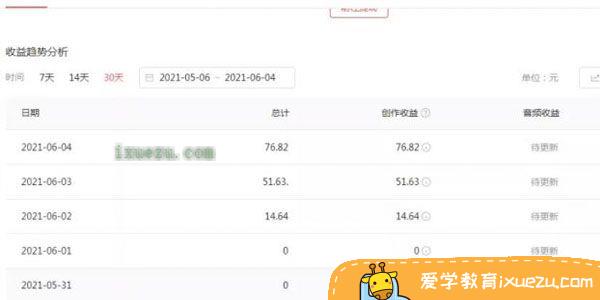 收益趋势分析
时间 7天 14天 30天 2021-05-06 ~ 2021-06-04 单位：元
日期 总计 创作收益 音频收益
2021-06-04 76.82 76.82 待更新
ixuezu.com
2021-06-03 51.63. 51.63 待更新
2021-06-02 14.64 14.64 待更新
2021-06-01 0 0 待更新
2021-05-31 0
爱学教育ixuezu.com